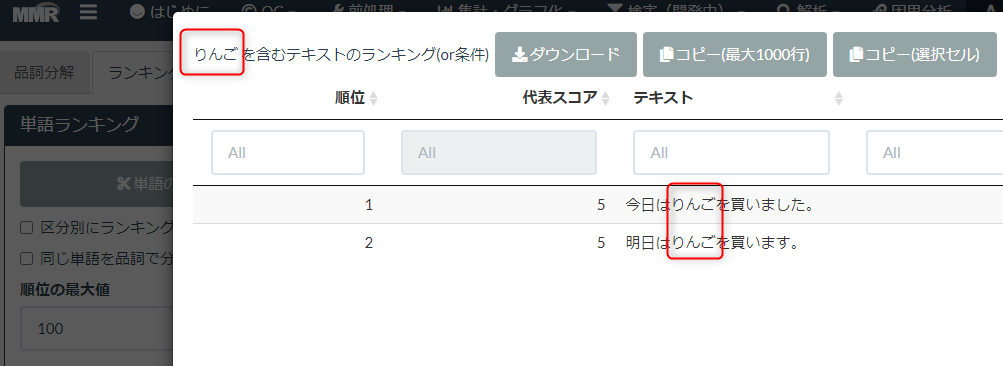 MMR はじめに QC 前処理 集計・グラフ化 検定（開発中） 解析 因果分析
品詞分解 ランキン
りんご を含むテキストのランキング(or条件) ダウンロード コピー(最大1000行) コピー(選択セル)
順位 代表スコア テキスト
単語ランキング
All All All All
単語の
1 5 今日はりんごを買いました。
区分別にランキング
2 5 明日はりんごを買います。
同じ単語を品詞で分
順位の最大値
100